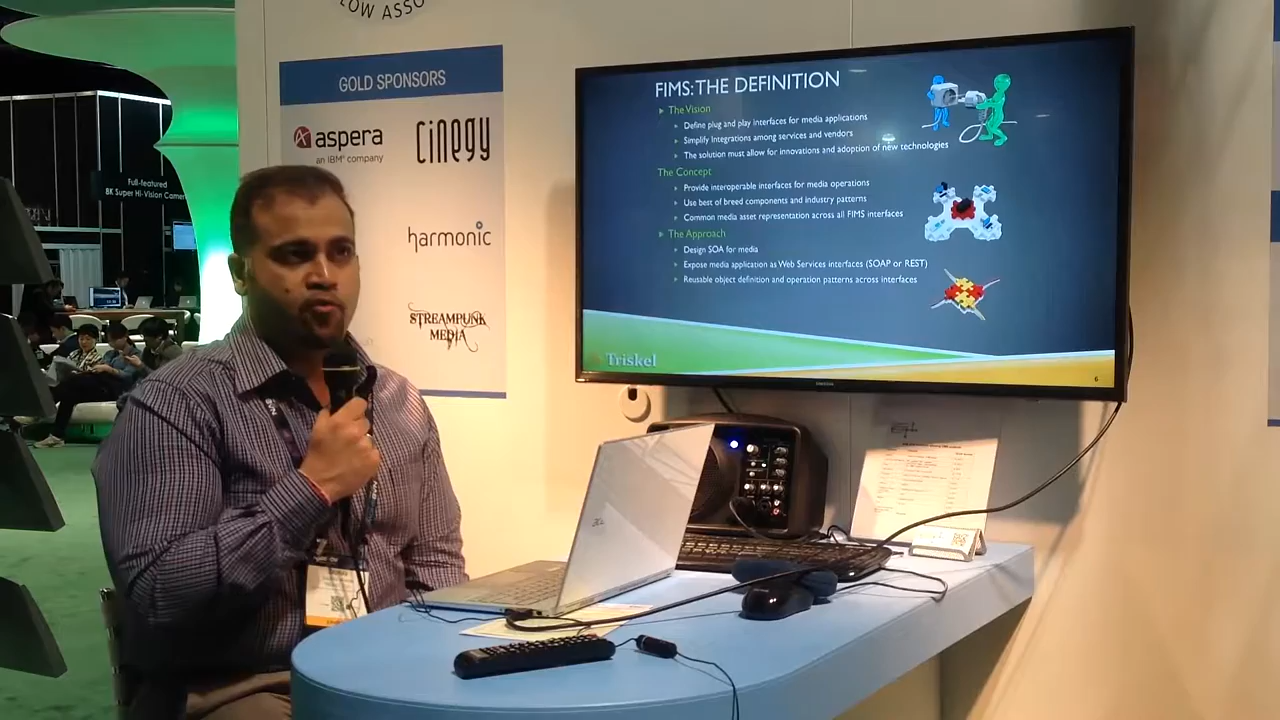 LOW ASSO
GOLD SPONSORS
aspera
an IBM company
CINEGY
harmonic
STREAMPUNK
MEDIA
Full-featured
8K Super Hi-Vision Camera
FIMS: THE DEFINITION
The Vision
Define plug and play interfaces for media applications
Simplify Integrations among services and vendors
The solution must allow for innovations and adoption of new technologies
The Concept
Provide interoperable interfaces for media operations
Use best of breed components and industry patterns
Common media asset representation across all FIMS interfaces
The Approach
Design SOA for media
Expose media application as Web Services interfaces (SOAP or REST)
Reusable object definition and operation patterns across interfaces
Triskel
6